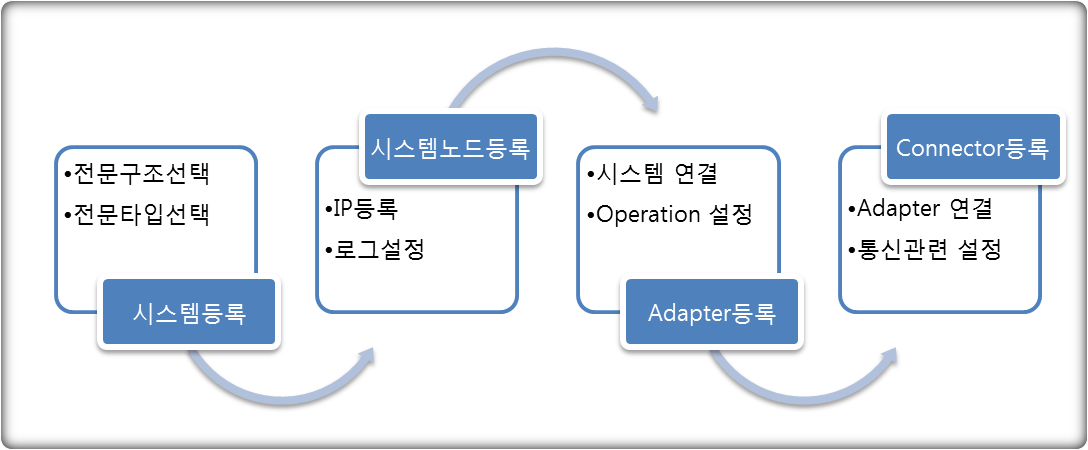 •전문구조선택
•전문타입선택
시스템등록
시스템노드등록
•IP등록
•로그설정
•시스템 연결
•Operation 설정
Adapter등록
Connector등록
•Adapter 연결
•통신관련 설정